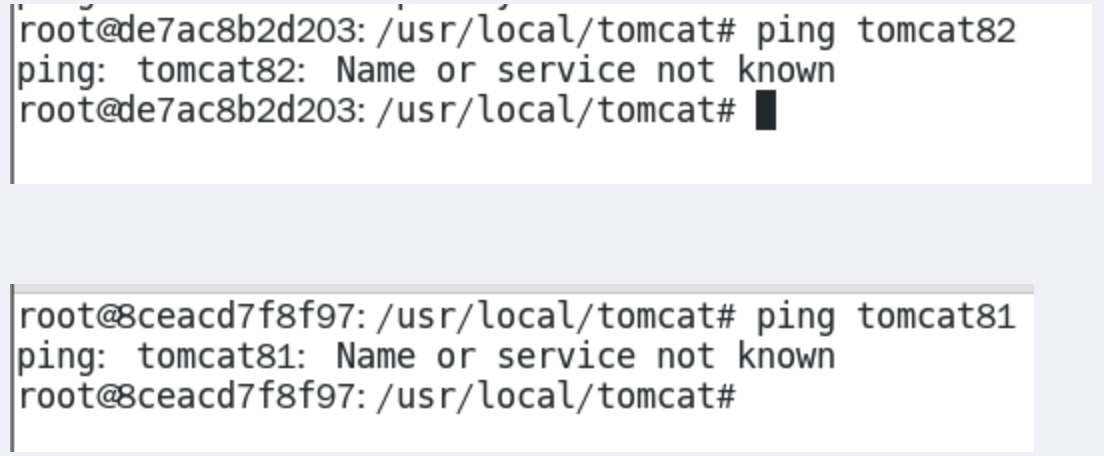 root@de7ac8b2d203:/usr/local/tomcat# ping tomcat82
ping: tomcat82: Name or service not known
root@de7ac8b2d203:/usr/local/tomcat#
root@8ceacd7f8f97:/usr/local/tomcat# ping tomcat81
ping: tomcat81: Name or service not known
root@8ceacd7f8f97:/usr/local/tomcat#